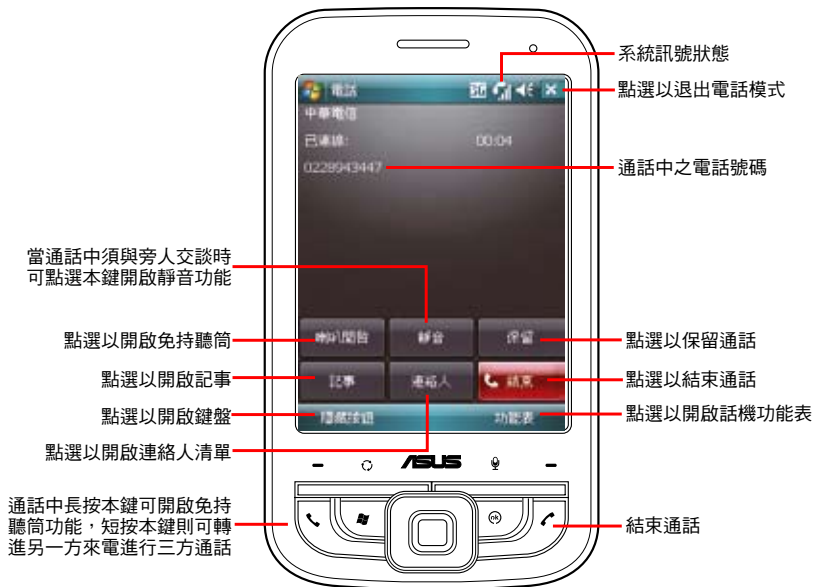 系統訊號狀態
電話 3G
點選以退出電話模式
中華電信
已連線: 00:04
0228943447
通話中之電話號碼
當通話中須與旁人交談時
可點選本鍵開啟靜音功能
喇叭開啟 靜音 保留
點選以開啟免持聽筒
點選以保留通話
記事 連絡人 結束
點選以開啟記事
點選以結束通話
隱藏按鈕 功能表
點選以開啟鍵盤
點選以開啟話機功能表
點選以開啟連絡人清單
ASUS
通話中長按本鍵可開啟免持
聽筒功能，短按本鍵則可轉
進另一方來電進行三方通話
ok
結束通話